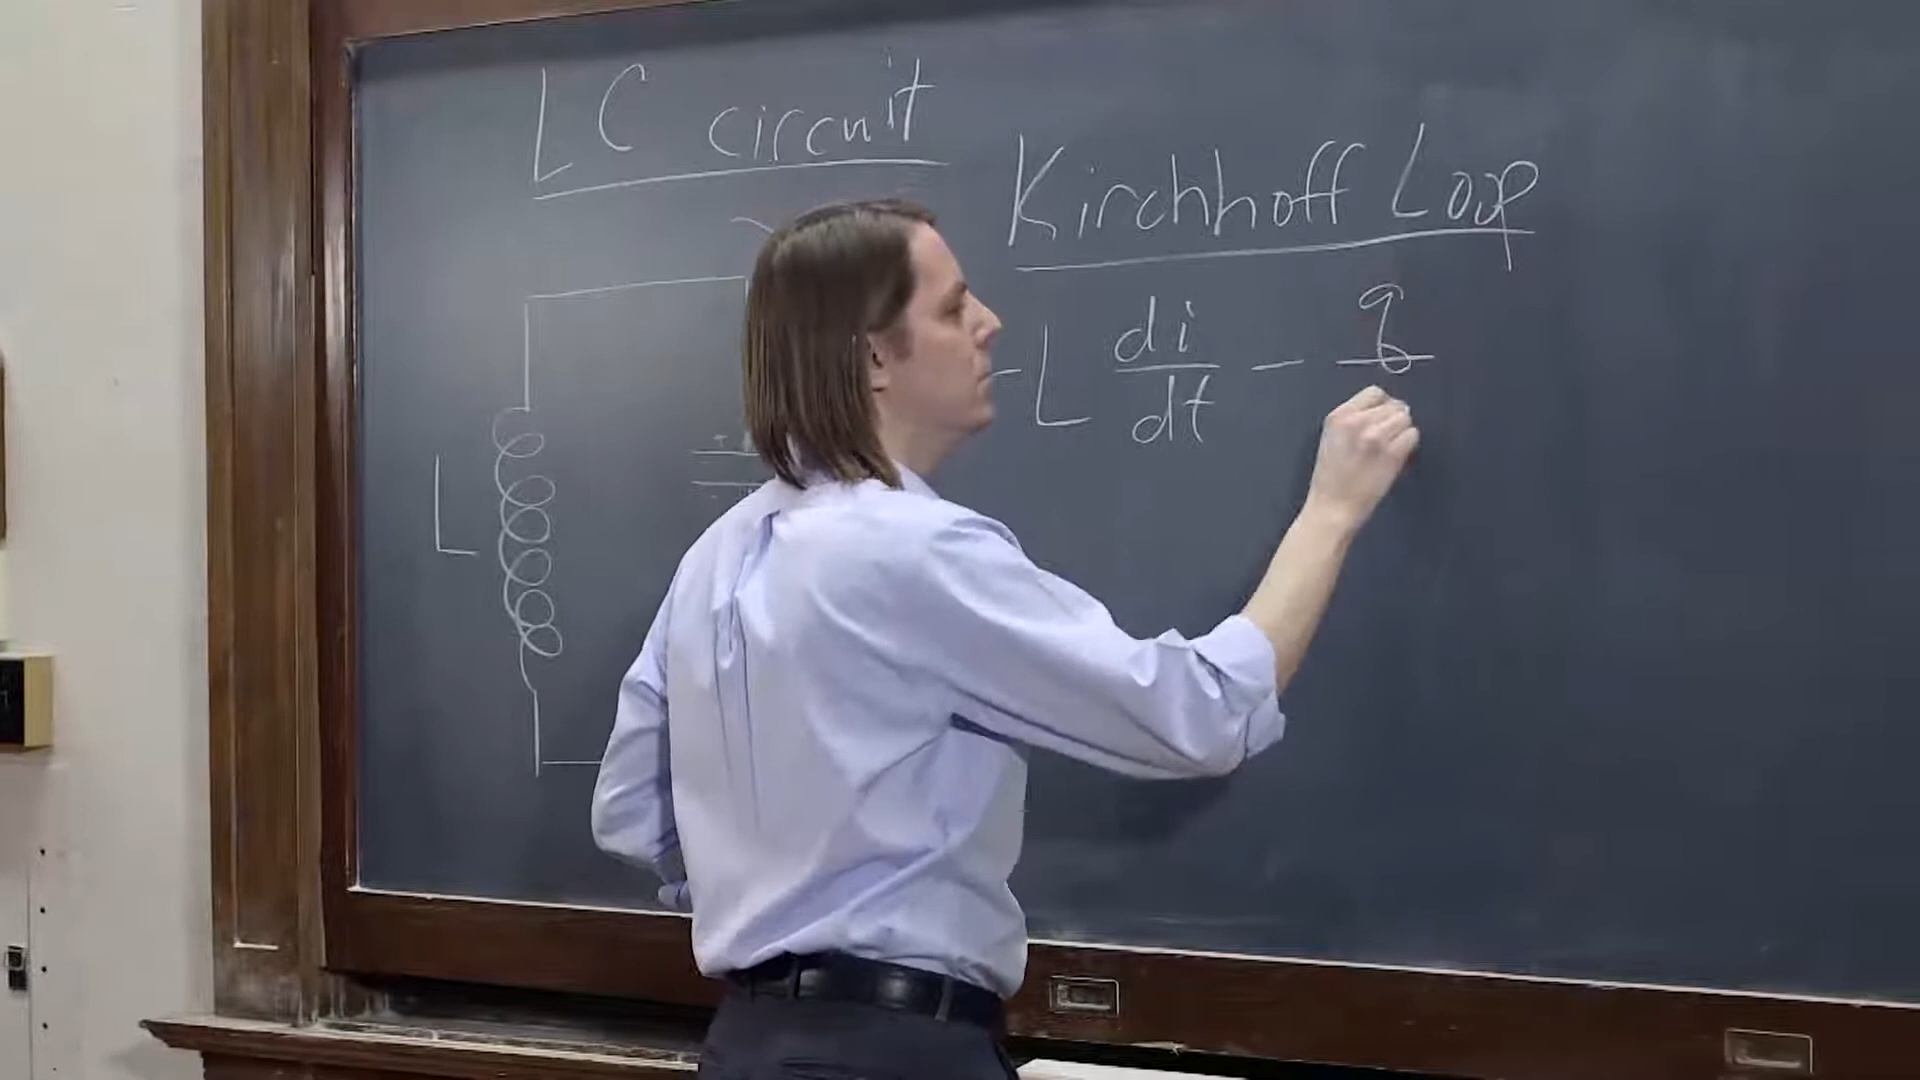 LC circuit
Kirchhoff Loop
-L di/dt - q
L
+
-